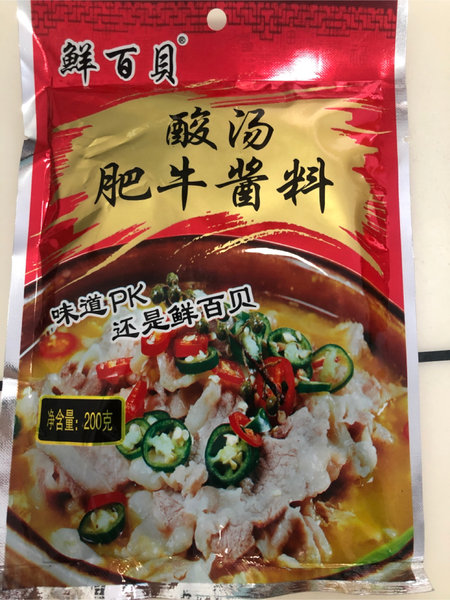 鲜百贝®
酸汤
肥牛酱料
味道PK
还是鲜百贝
净含量：200克